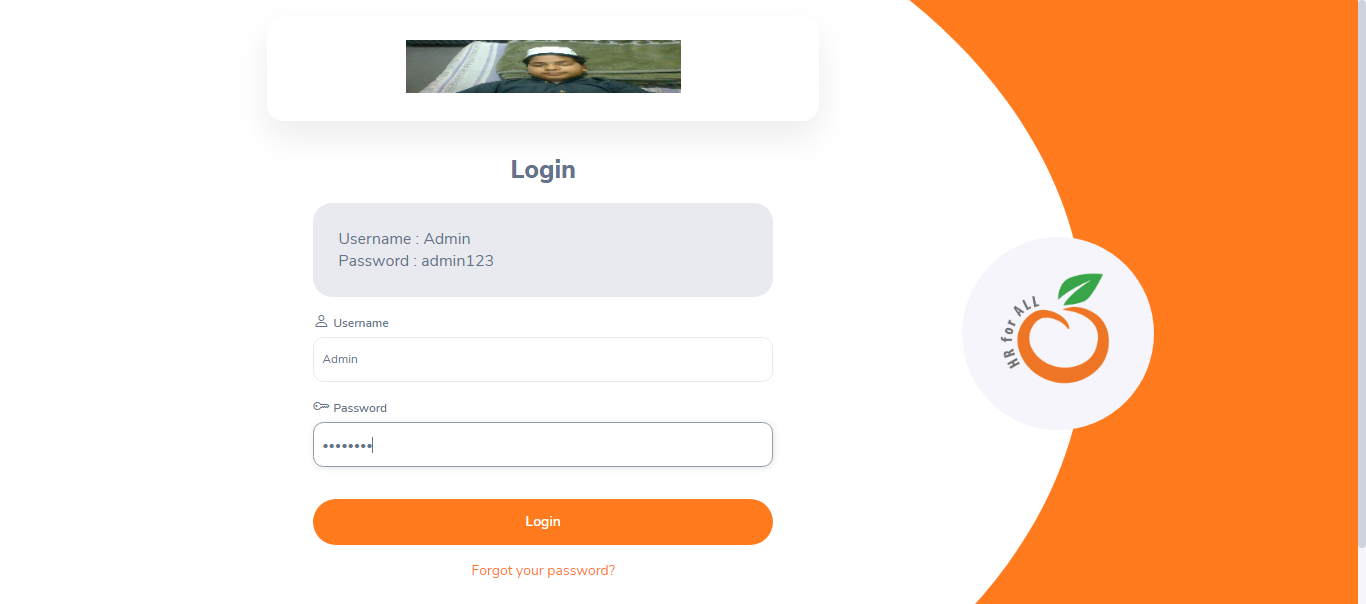 Login
Username : Admin
Password : admin123
Username
Admin
Password
••••••••
Login
Forgot your password?
HR for ALL